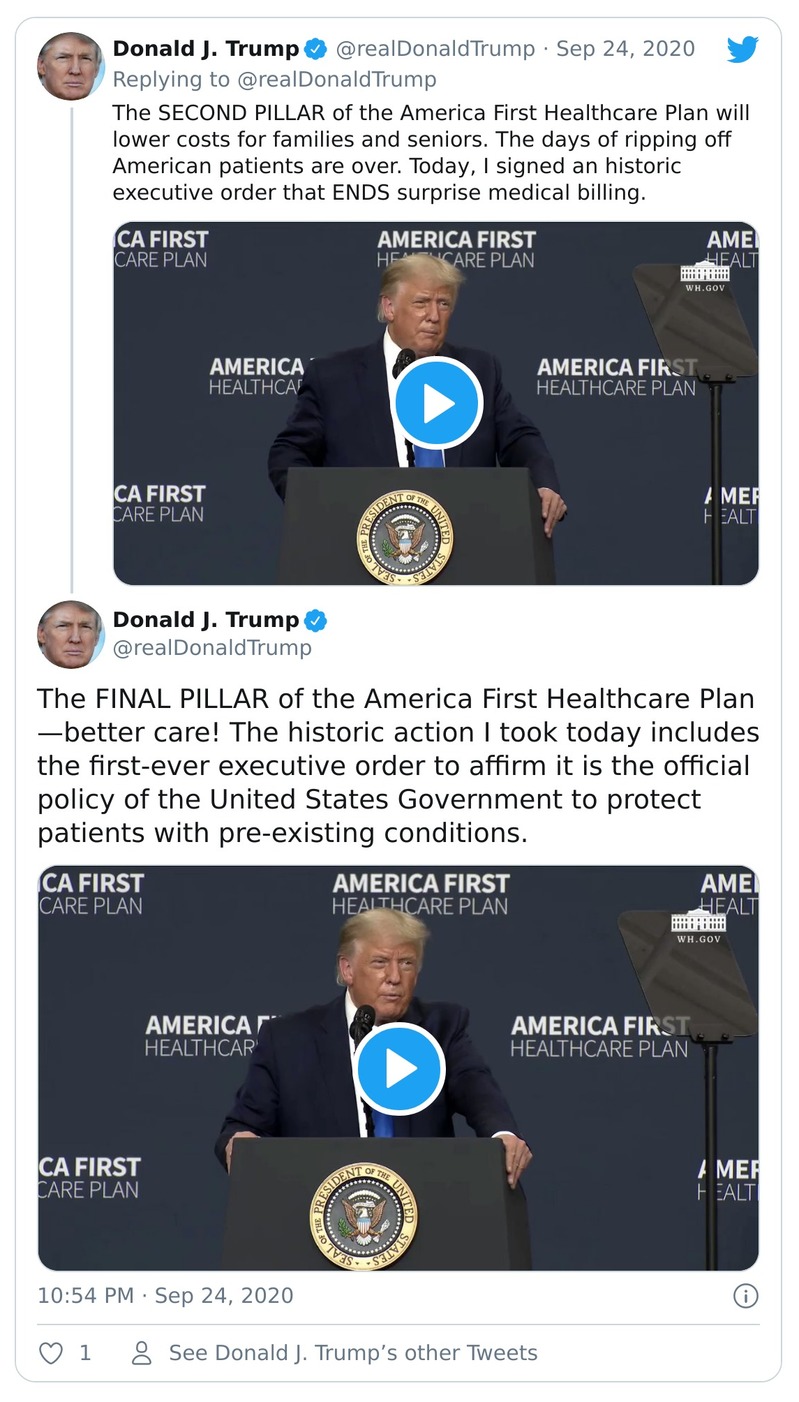 Donald J. Trump @realDonaldTrump · Sep 24, 2020
Replying to @realDonaldTrump
The SECOND PILLAR of the America First Healthcare Plan will
lower costs for families and seniors. The days of ripping off
American patients are over. Today, I signed an historic
executive order that ENDS surprise medical billing.
ICA FIRST
CARE PLAN
AMERICA FIRST
HEALTHCARE PLAN
AME
HEALT
WH.GOV
AMERICA
HEALTHCA
AMERICA FIRST
HEALTHCARE PLAN
CA FIRST
CARE PLAN
AMER
HEALT
SEAL OF THE PRESIDENT OF THE UNITED STATES
Donald J. Trump
@realDonaldTrump
The FINAL PILLAR of the America First Healthcare Plan
—better care! The historic action I took today includes
the first-ever executive order to affirm it is the official
policy of the United States Government to protect
patients with pre-existing conditions.
ICA FIRST
CARE PLAN
AMERICA FIRST
HEALTHCARE PLAN
AME
HEALT
WH.GOV
AMERICA F
HEALTHCAR
AMERICA FIRST
HEALTHCARE PLAN
CA FIRST
CARE PLAN
AMER
HEALT
SEAL OF THE PRESIDENT OF THE UNITED STATES
10:54 PM · Sep 24, 2020
1 See Donald J. Trump’s other Tweets